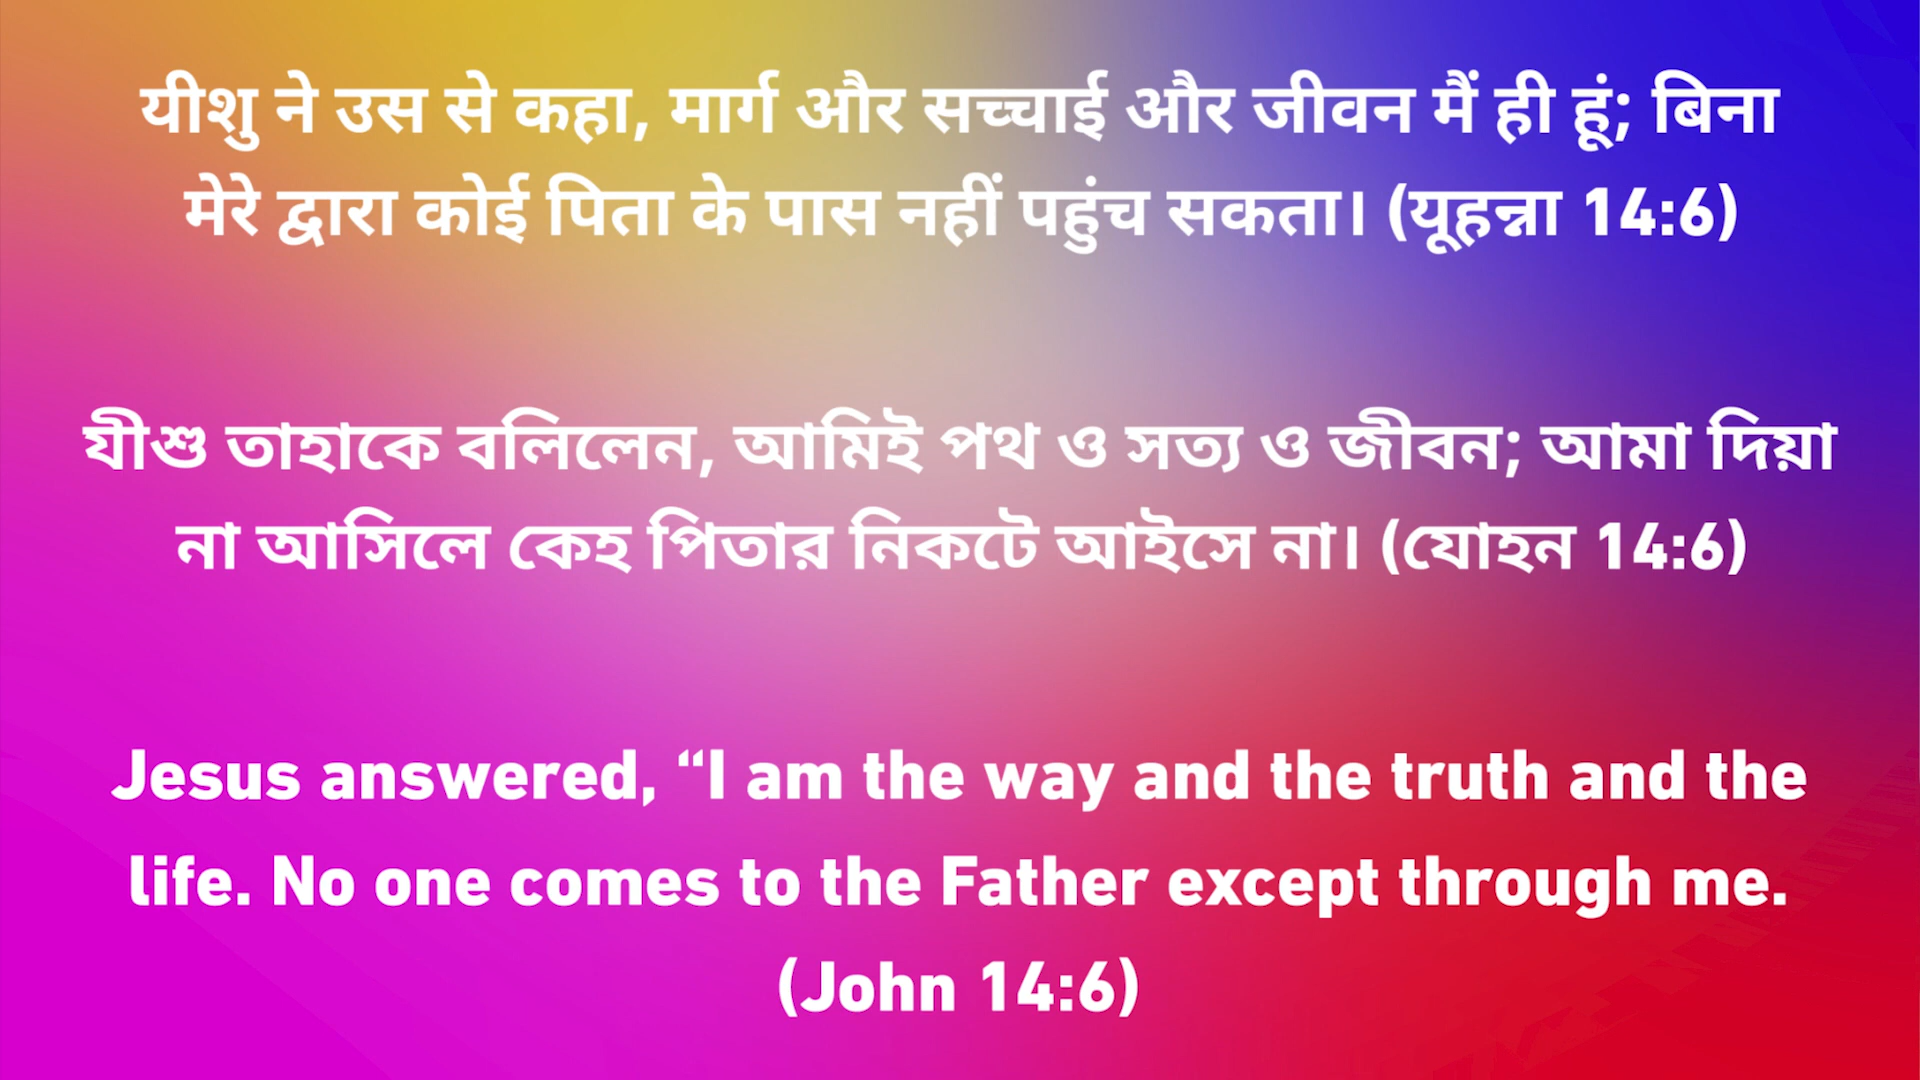 यीशु ने उस से कहा, मार्ग और सच्चाई और जीवन मैं ही हूं; बिना
मेरे द्वारा कोई पिता के पास नहीं पहुंच सकता। (यूहन्ना 14:6)
যীশু তাহাকে বলিলেন, আমিই পথ ও সত্য ও জীবন; আমা দিয়া
না আসিলে কেহ পিতার নিকটে আইসে না। (যোহন 14:6)
Jesus answered, “I am the way and the truth and the
life. No one comes to the Father except through me.
(John 14:6)